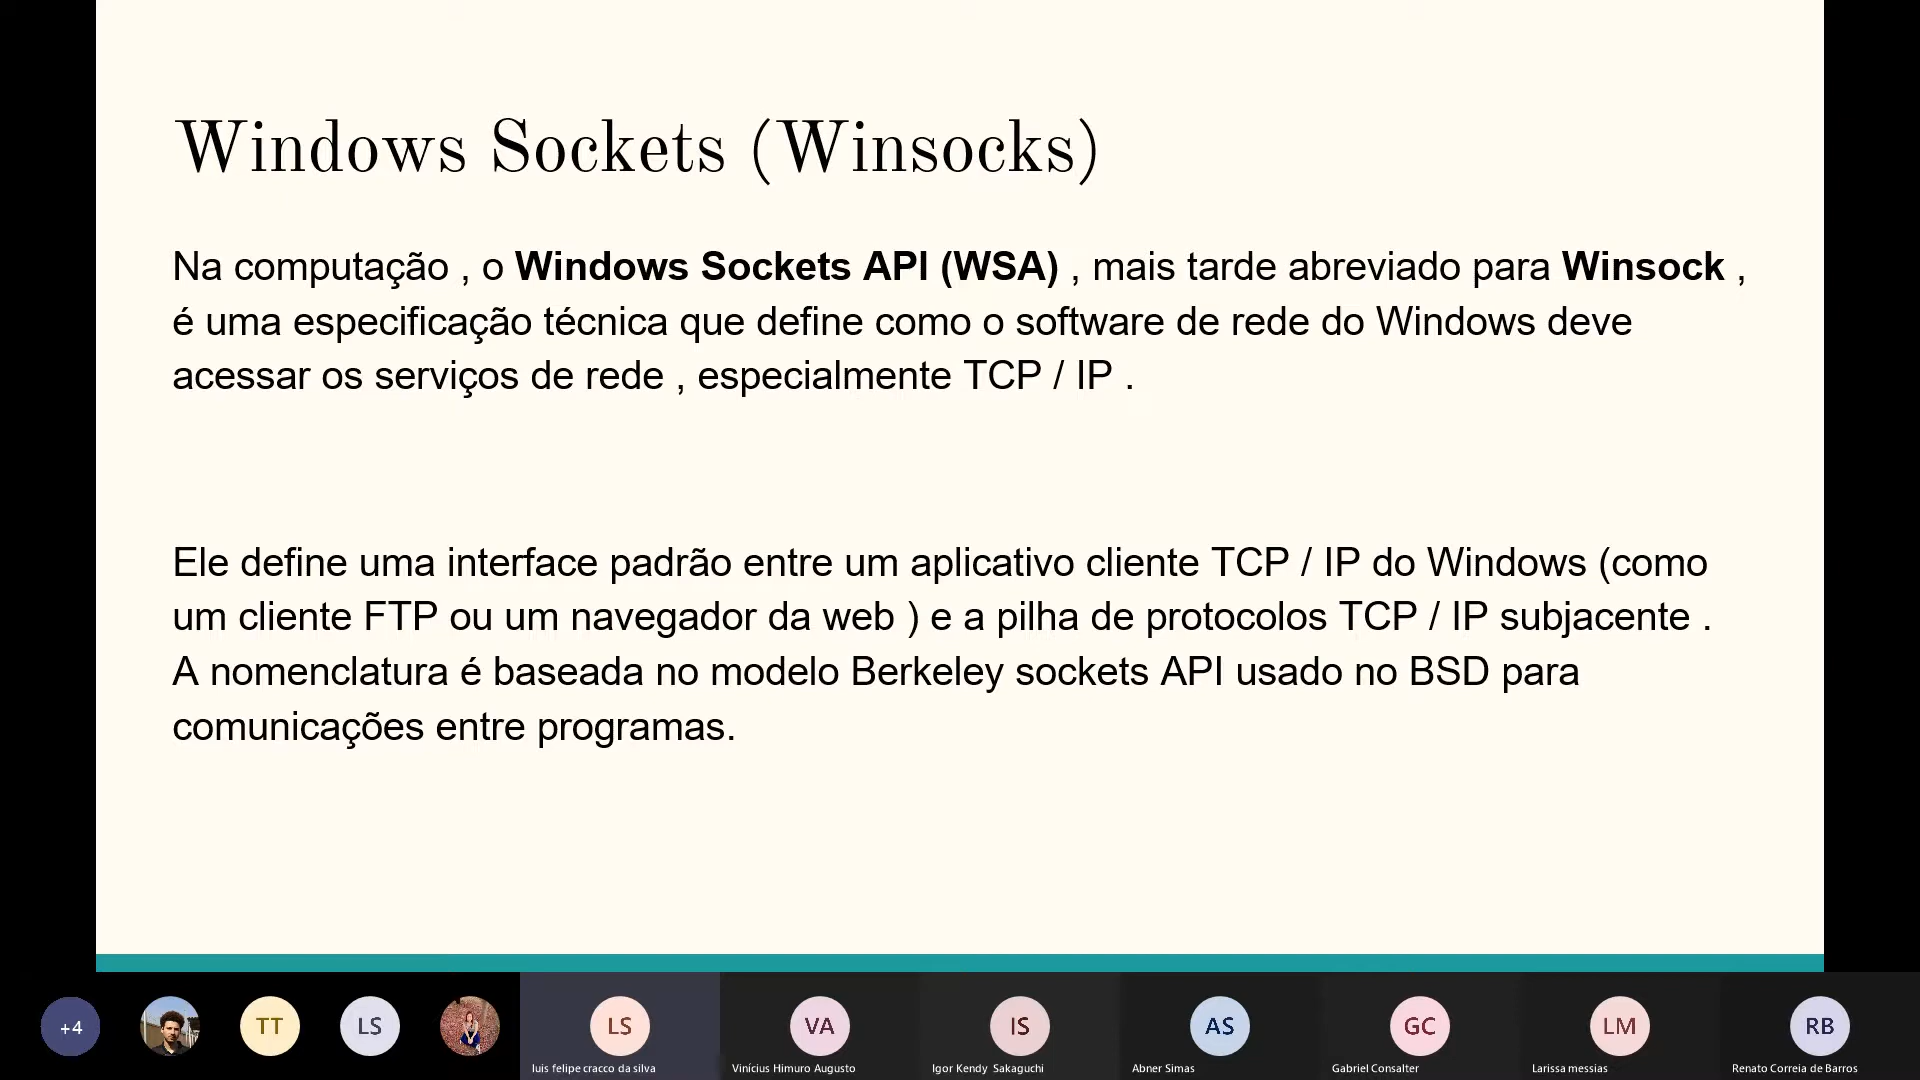 Windows Sockets (Winsocks)
Na computação , o Windows Sockets API (WSA) , mais tarde abreviado para Winsock ,
é uma especificação técnica que define como o software de rede do Windows deve
acessar os serviços de rede , especialmente TCP / IP .
Ele define uma interface padrão entre um aplicativo cliente TCP / IP do Windows (como
um cliente FTP ou um navegador da web ) e a pilha de protocolos TCP / IP subjacente .
A nomenclatura é baseada no modelo Berkeley sockets API usado no BSD para
comunicações entre programas.
+4 TT LS LS VA IS AS GC LM RB
luis felipe cracco da silva Vinícius Himuro Augusto Igor Kendy Sakaguchi Abner Simas Gabriel Consalter Larissa messias Renato Correia de Barros